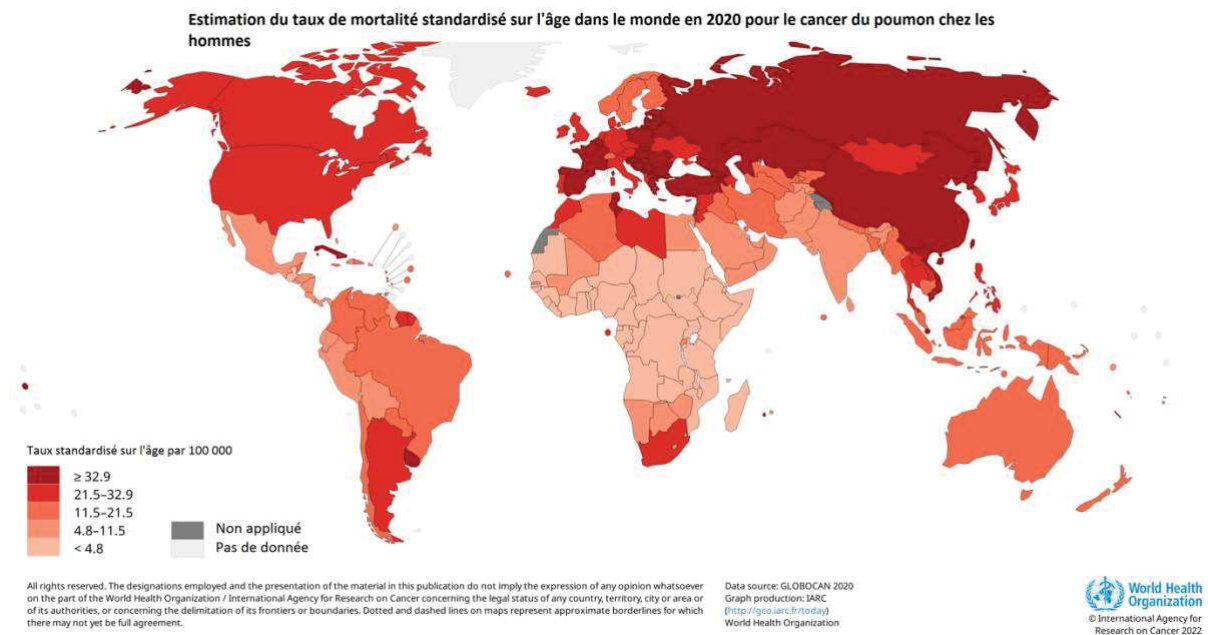 Estimation du taux de mortalité standardisé sur l'âge dans le monde en 2020 pour le cancer du poumon chez les
hommes
Taux standardisé sur l'âge par 100 000
≥ 32.9
21.5–32.9
11.5–21.5
4.8–11.5
< 4.8
Non appliqué
Pas de donnée
All rights reserved. The designations employed and the presentation of the material in this publication do not imply the expression of any opinion whatsoever
on the part of the World Health Organization / International Agency for Research on Cancer concerning the legal status of any country, territory, city or area or
of its authorities, or concerning the delimitation of its frontiers or boundaries. Dotted and dashed lines on maps represent approximate borderlines for which
there may not yet be full agreement.
Data source: GLOBOCAN 2020
Graph production: IARC
(http://gco.iarc.fr/today)
World Health Organization
World Health
Organization
© International Agency for
Research on Cancer 2022